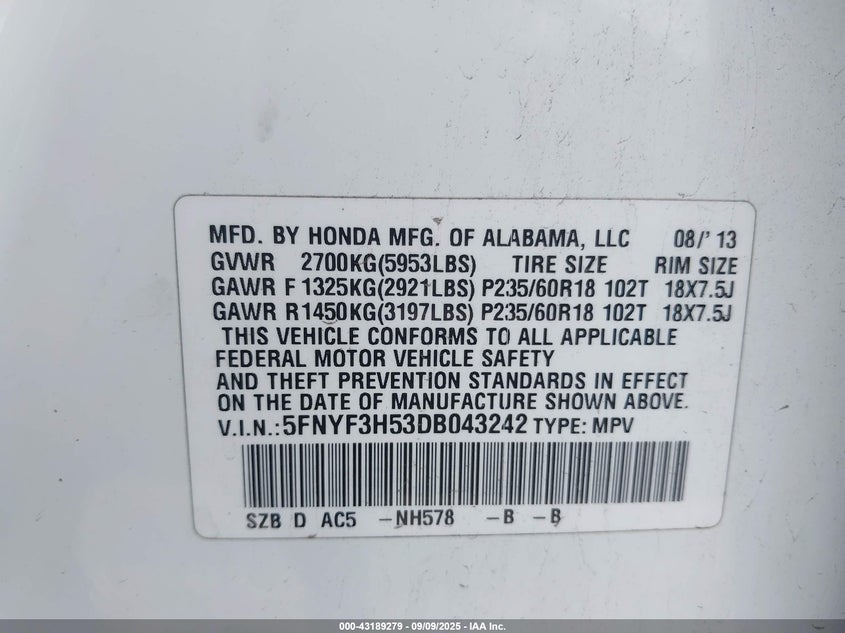 MFD. BY HONDA MFG. OF ALABAMA, LLC 08/'13
GVWR 2700KG(5953LBS) TIRE SIZE RIM SIZE
GAWR F 1325KG(2921LBS) P235/60R18 102T 18X7.5J
GAWR R1450KG(3197LBS) P235/60R18 102T 18X7.5J
THIS VEHICLE CONFORMS TO ALL APPLICABLE
FEDERAL MOTOR VEHICLE SAFETY
AND THEFT PREVENTION STANDARDS IN EFFECT
ON THE DATE OF MANUFACTURE SHOWN ABOVE.
V.I.N.:5FNYF3H53DB043242 TYPE: MPV
SZB D AC5 -NH578 -B -B
000-43189279 - 09/09/2025 - IAA Inc.